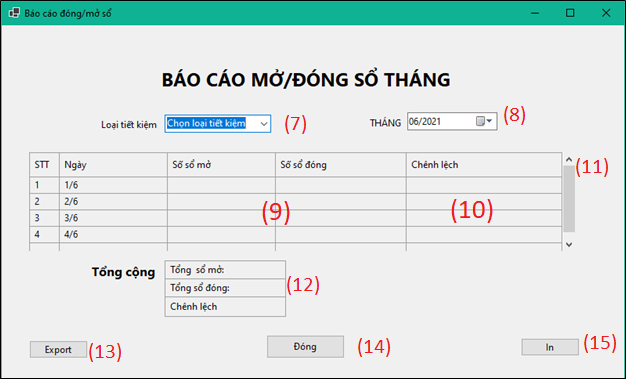 Báo cáo đóng/mở sổ
BÁO CÁO MỞ/ĐÓNG SỔ THÁNG
Loại tiết kiệm Chọn loại tiết kiệm (7) THÁNG 06/2021 (8)
STT Ngày Số sổ mở Số sổ đóng Chênh lệch (11)
1 1/6
2 2/6
3 3/6 (9) (10)
4 4/6
Tổng cộng Tổng sổ mở:
Tổng sổ đóng: (12)
Chênh lệch
Export (13) Đóng (14) In (15)